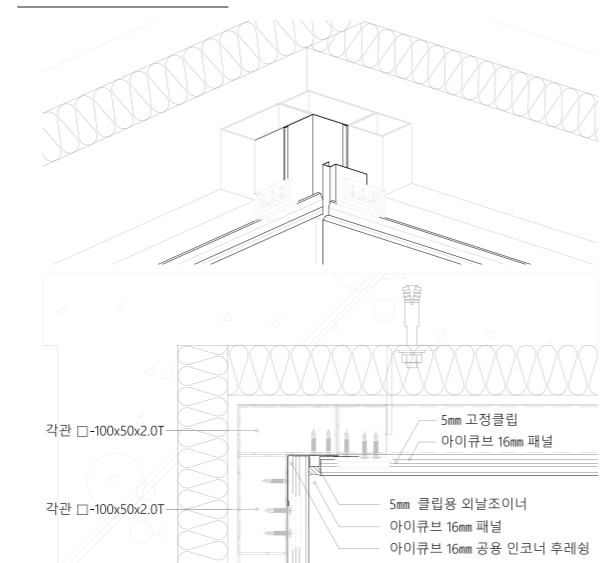 각관 □-100x50x2.0T
각관 □-100x50x2.0T
5㎜ 고정클립
아이큐브 16㎜ 패널
5㎜ 클립용 외날조이너
아이큐브 16㎜ 패널
아이큐브 16㎜ 공용 인코너 후레슁